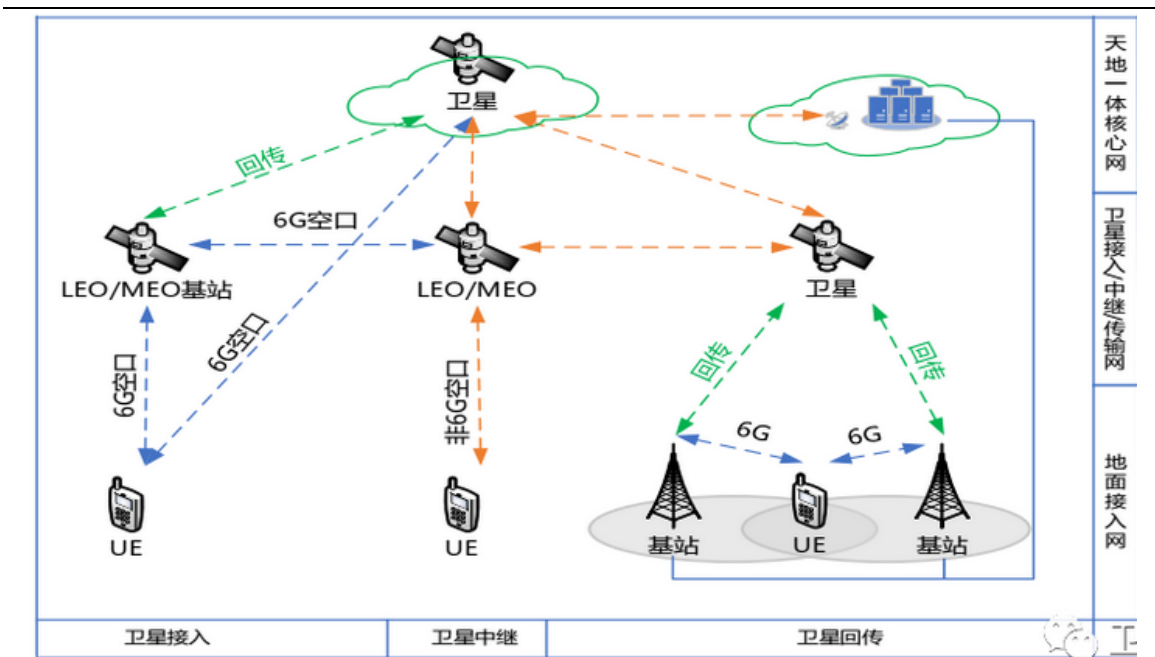 卫星
天地一体核心网
回传
6G空口
卫星接入/中继/传输网
LEO/MEO基站
LEO/MEO
卫星
6G空口
6G空口
非6G空口
回传
回传
6G
6G
地面接入网
UE
UE
基站
UE
基站
卫星接入
卫星中继
卫星回传
卫